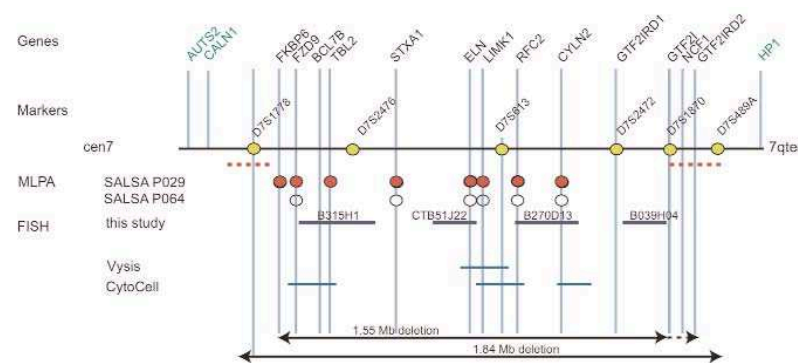 Genes
AUTS2 CALN1 FKBP6 FZD9 BCL7B TBL2 STXA1 ELN LIMK1 RFC2 CYLN2 GTF2IRD1 GTF2I NCF1 GTF2IRD2 HP1
Markers
D7S1778 D7S2476 D7S613 D7S2472 D7S1870 D7S489A
cen7 7qte
MLPA SALSA P029
SALSA P064
FISH this study B315H1 CTB51J22 B270D13 B039H04
Vysis
CytoCell
1.55 Mb deletion
1.84 Mb deletion